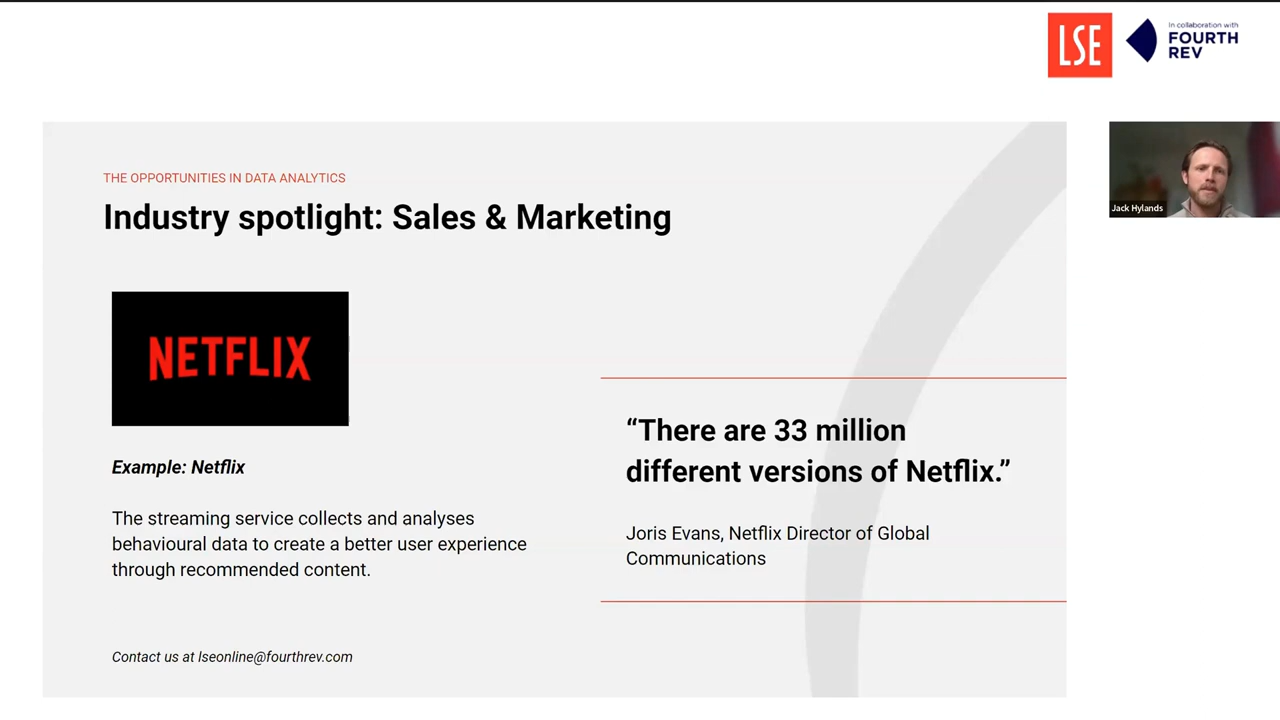 LSE
In collaboration with
FOURTH
REV
THE OPPORTUNITIES IN DATA ANALYTICS
Industry spotlight: Sales & Marketing
Jack Hylands
NETFLIX
Example: Netflix
The streaming service collects and analyses
behavioural data to create a better user experience
through recommended content.
“There are 33 million
different versions of Netflix.”
Joris Evans, Netflix Director of Global
Communications
Contact us at lseonline@fourthrev.com